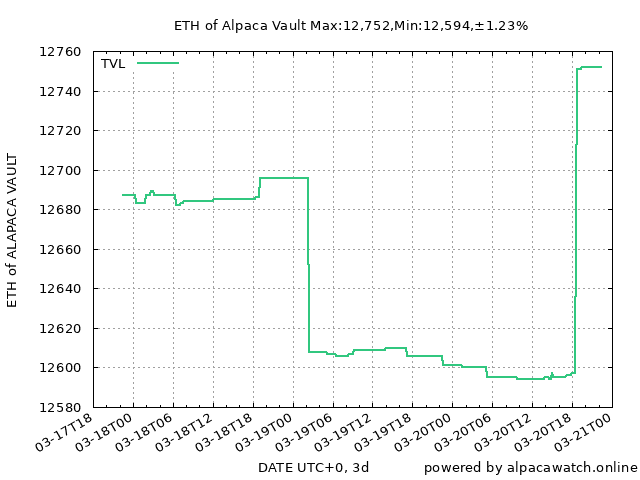 ETH of Alpaca Vault Max:12,752,Min:12,594,±1.23%
TVL
12760
12740
12720
12700
12680
12660
12640
12620
12600
12580
ETH of ALAPACA VAULT
03-17T18
03-18T00
03-18T06
03-18T12
03-18T18
03-19T00
03-19T06
03-19T12
03-19T18
03-20T00
03-20T06
03-20T12
03-20T18
03-21T00
DATE UTC+0, 3d
powered by alpacawatch.online